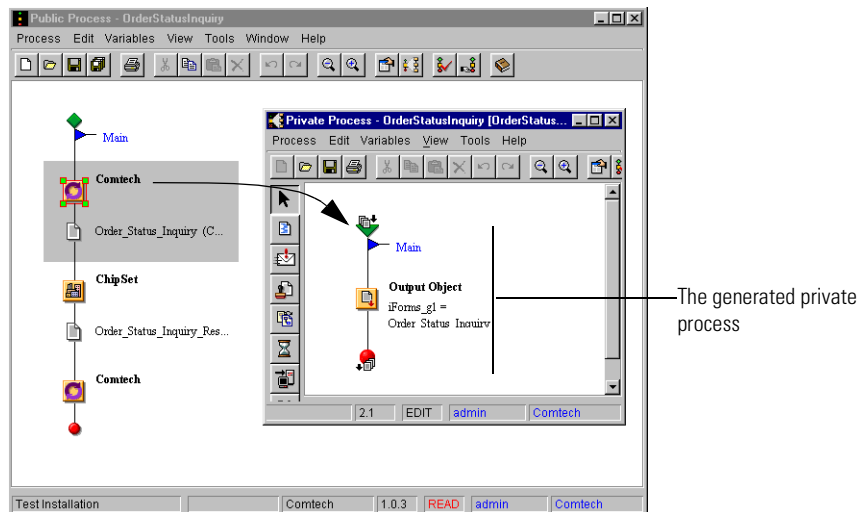 Public Process - OrderStatusInquiry
Process Edit Variables View Tools Window Help
Main
Comtech
Order_Status_Inquiry (C...
ChipSet
Order_Status_Inquiry_Res...
Comtech
Private Process - OrderStatusInquiry [OrderStatus...
Process Edit Variables View Tools Help
Main
Output Object
iForms_g1 =
Order Status Inquiry
2.1 EDIT admin Comtech
The generated private
process
Test Installation Comtech 1.0.3 READ admin Comtech